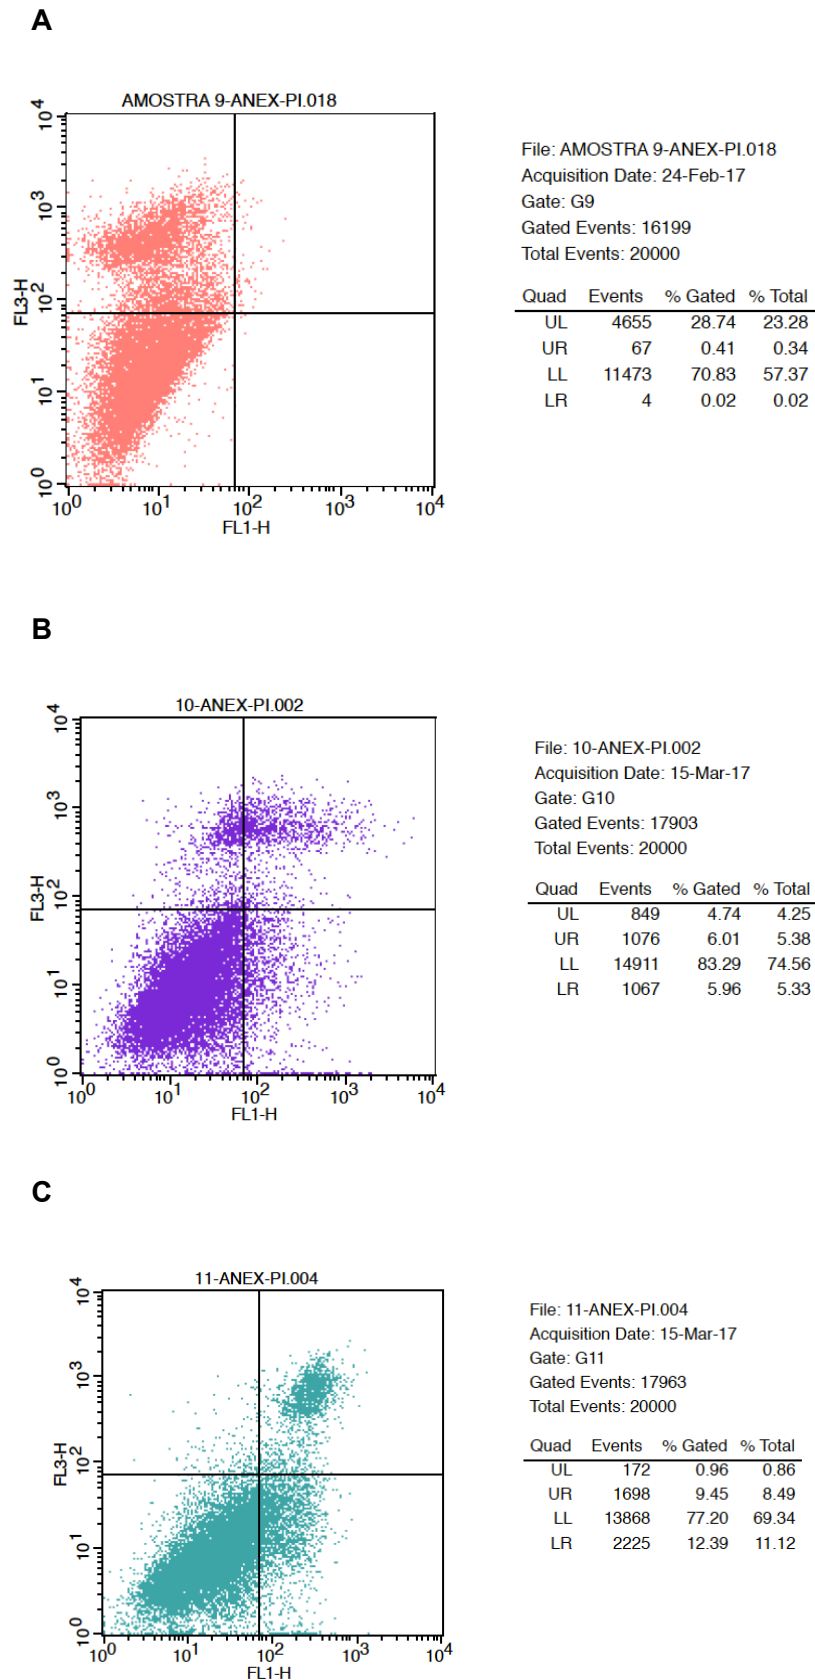 A
AMOSTRA 9-ANEX-PI.018
10^4
10^3
10^2
10^1
10^0
FL3-H
10^0 10^1 10^2 10^3 10^4
FL1-H
File: AMOSTRA 9-ANEX-PI.018
Acquisition Date: 24-Feb-17
Gate: G9
Gated Events: 16199
Total Events: 20000
Quad Events % Gated % Total
UL 4655 28.74 23.28
UR 67 0.41 0.34
LL 11473 70.83 57.37
LR 4 0.02 0.02
B
10-ANEX-PI.002
10^4
10^3
10^2
10^1
10^0
FL3-H
10^0 10^1 10^2 10^3 10^4
FL1-H
File: 10-ANEX-PI.002
Acquisition Date: 15-Mar-17
Gate: G10
Gated Events: 17903
Total Events: 20000
Quad Events % Gated % Total
UL 849 4.74 4.25
UR 1076 6.01 5.38
LL 14911 83.29 74.56
LR 1067 5.96 5.33
C
11-ANEX-PI.004
10^4
10^3
10^2
10^1
10^0
FL3-H
10^0 10^1 10^2 10^3 10^4
FL1-H
File: 11-ANEX-PI.004
Acquisition Date: 15-Mar-17
Gate: G11
Gated Events: 17963
Total Events: 20000
Quad Events % Gated % Total
UL 172 0.96 0.86
UR 1698 9.45 8.49
LL 13868 77.20 69.34
LR 2225 12.39 11.12